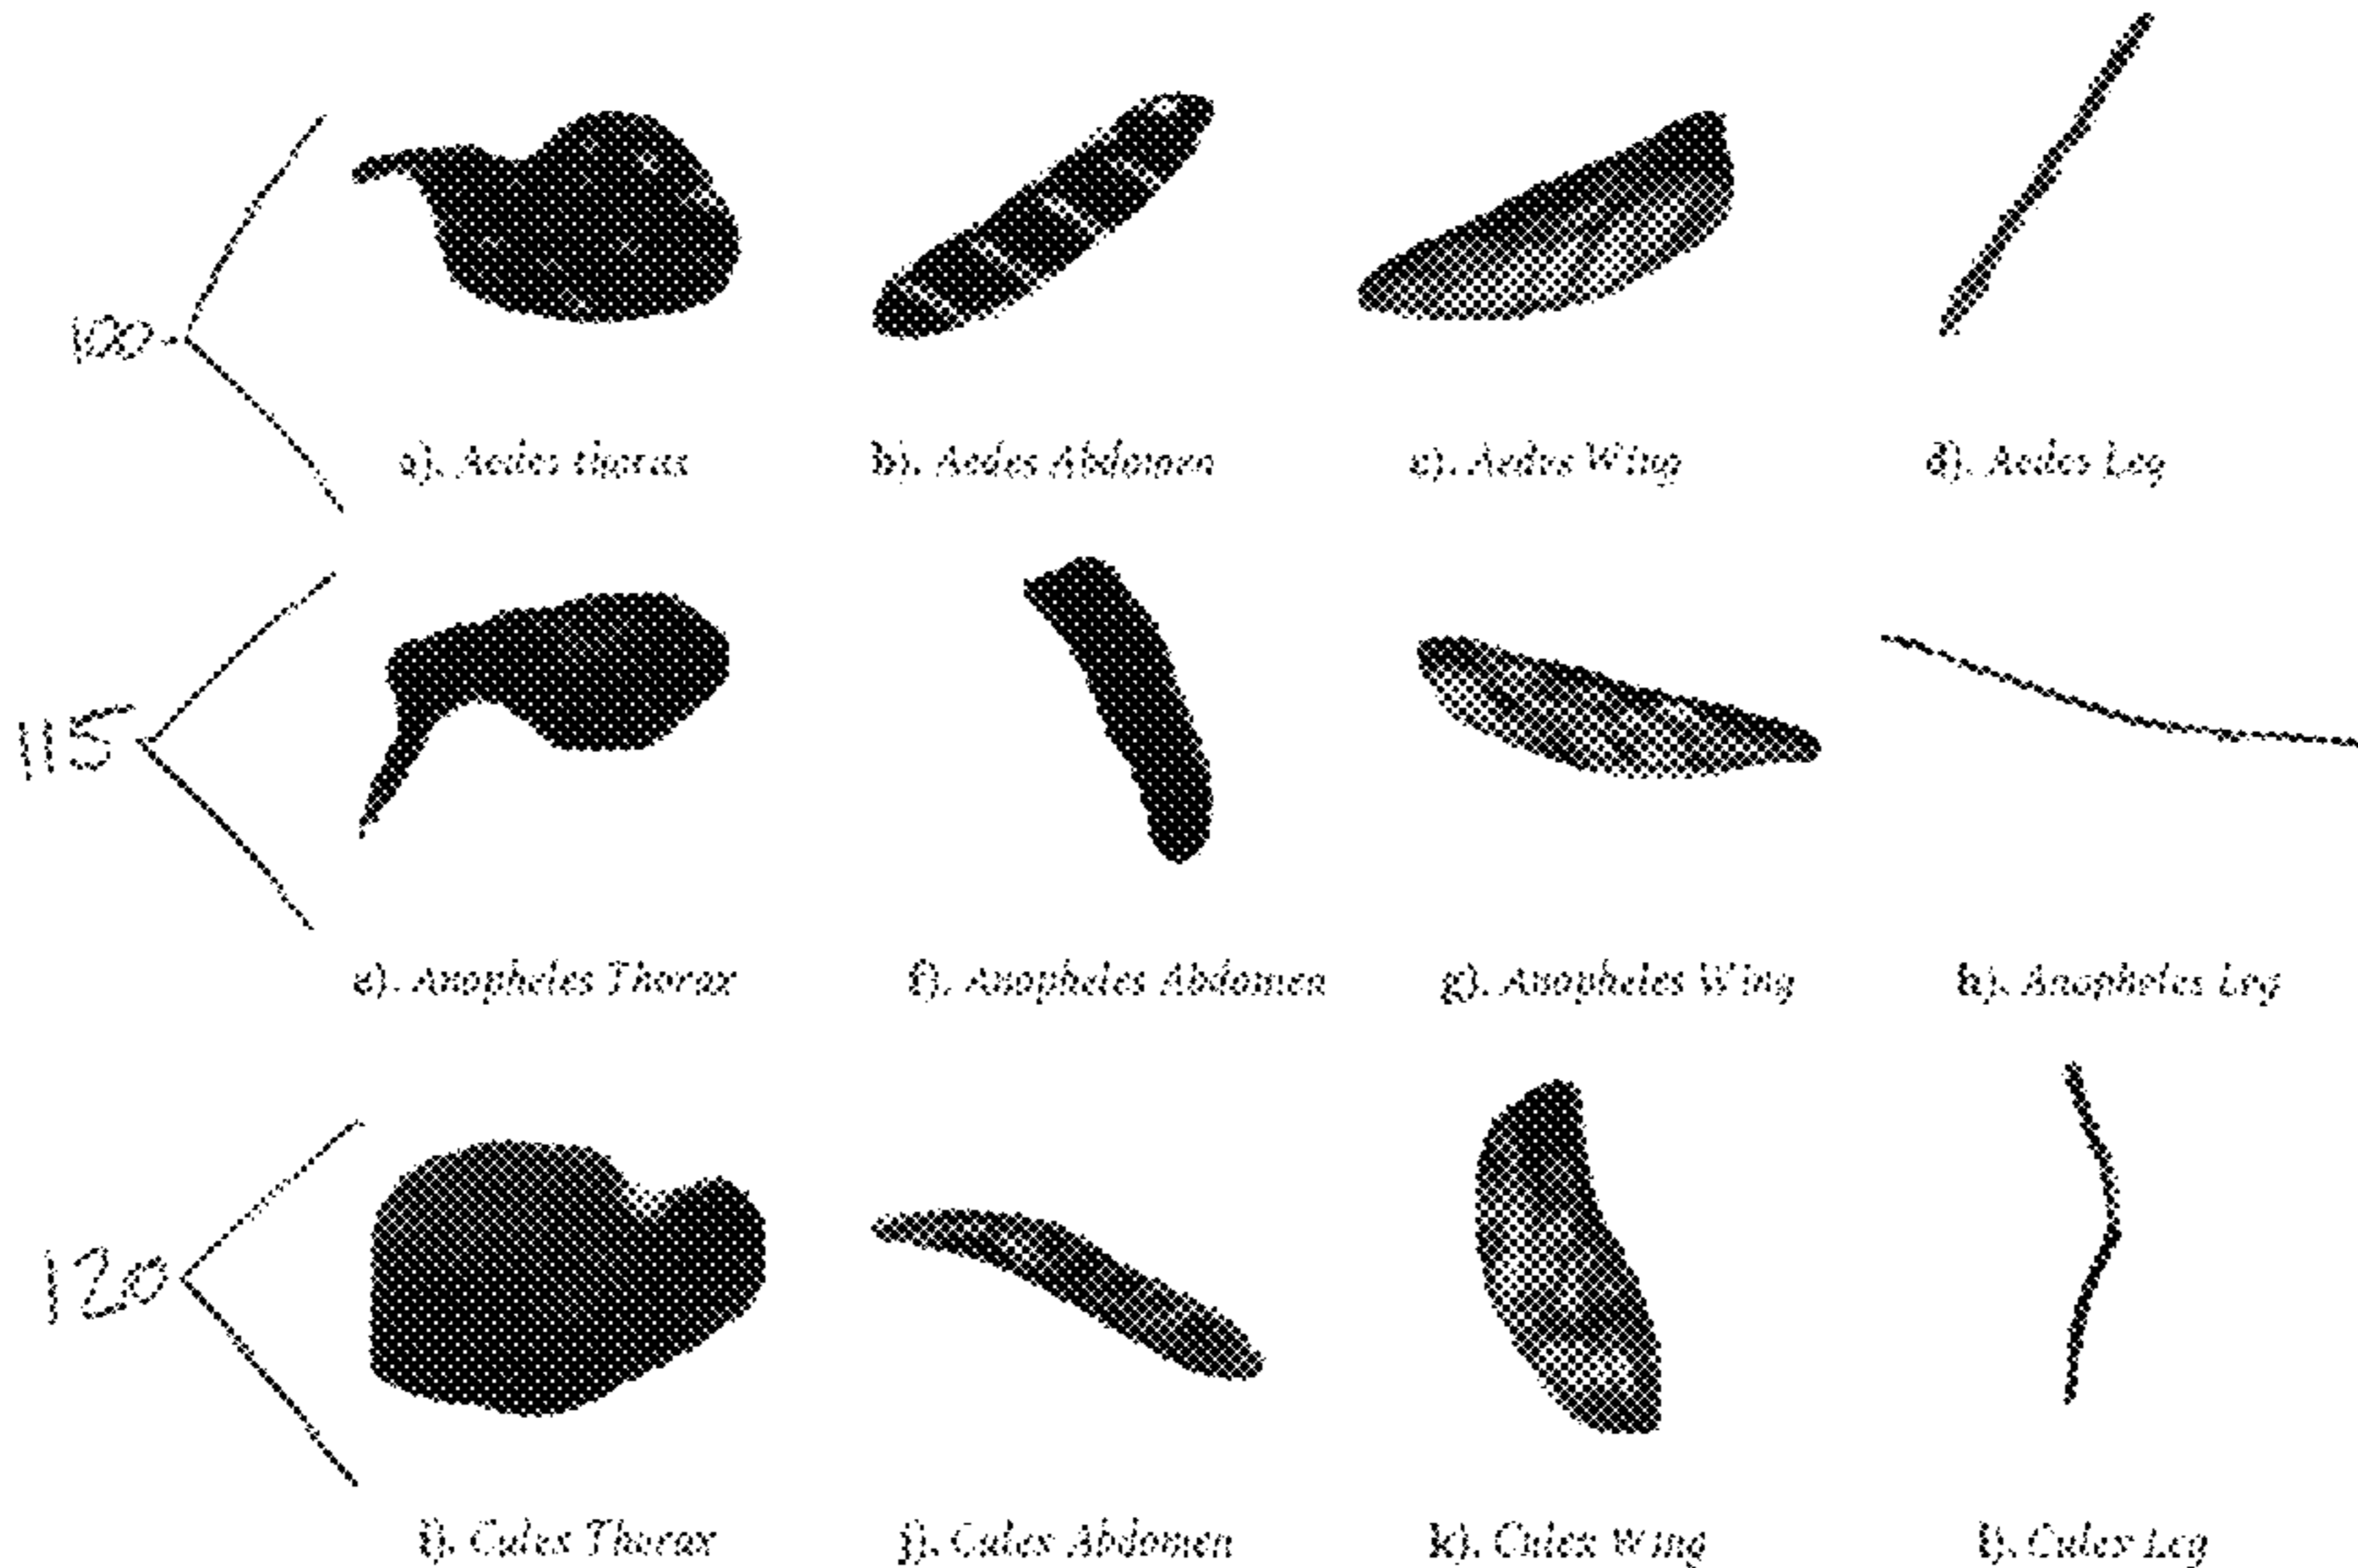 100
a). Aedes thorax
b). Aedes Abdomen
c). Aedes Wing
d). Aedes Leg
115
e). Anopheles Thorax
f). Anopheles Abdomen
g). Anopheles Wing
h). Anopheles Leg
120
i). Culex Thorax
j). Culex Abdomen
k). Culex Wing
l). Culex Leg